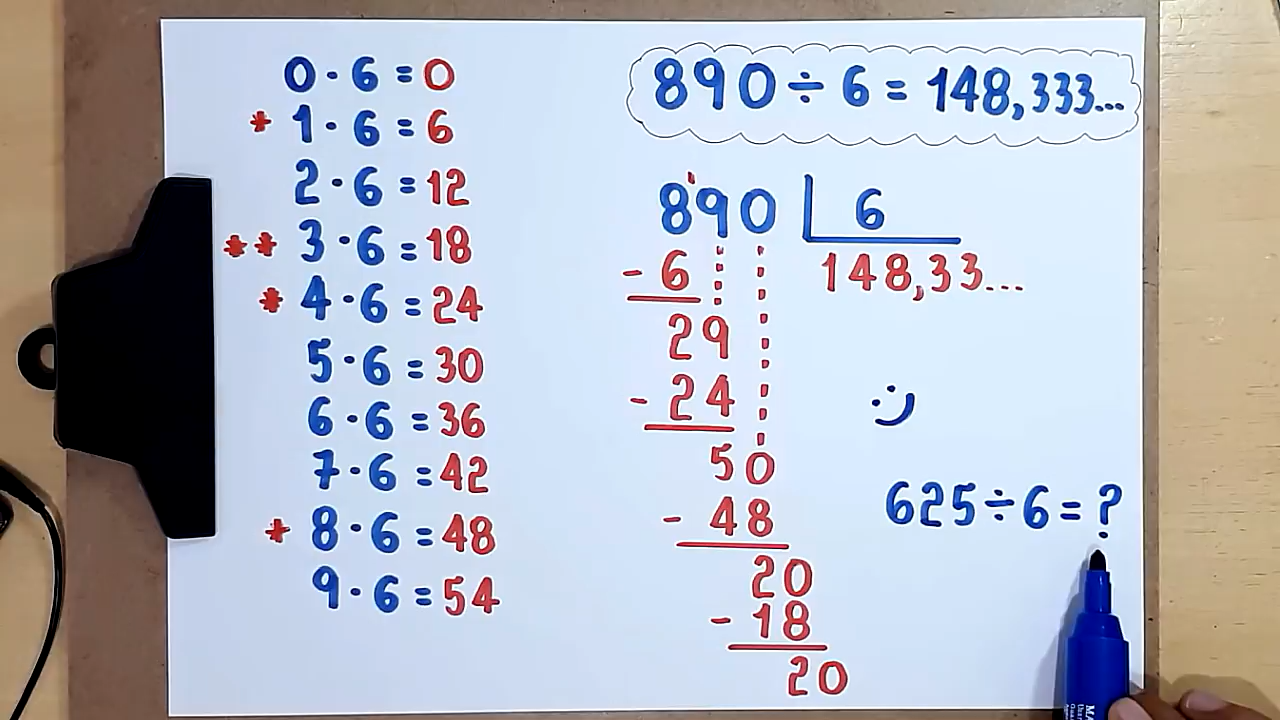 0 · 6 = 0
* 1 · 6 = 6
2 · 6 = 12
** 3 · 6 = 18
* 4 · 6 = 24
5 · 6 = 30
6 · 6 = 36
7 · 6 = 42
* 8 · 6 = 48
9 · 6 = 54
890 ÷ 6 = 148,333...
890 6
- 6 148,33...
29
- 24
50
- 48
20
- 18
20
625 ÷ 6 = ?